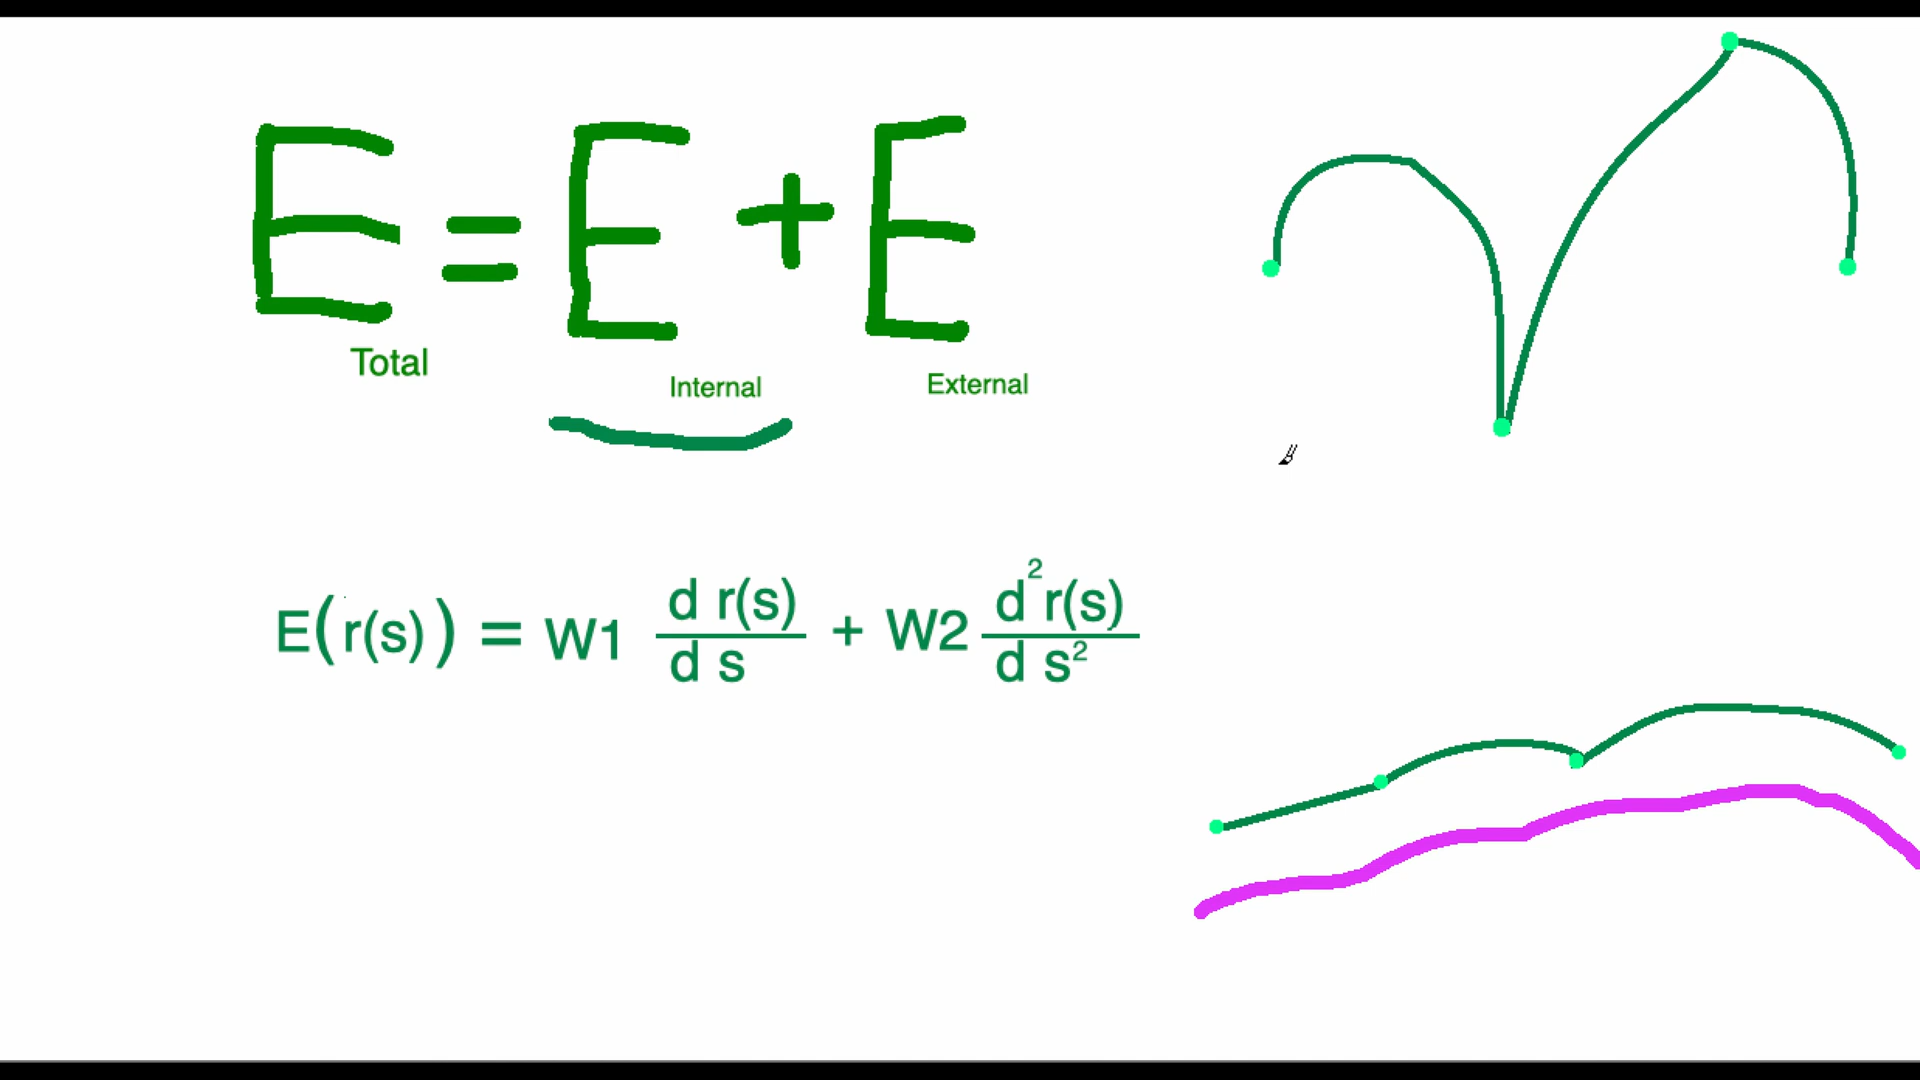 E = E + E
Total Internal External
E(r(s)) = W1 d r(s) / d s + W2 d² r(s) / d s²